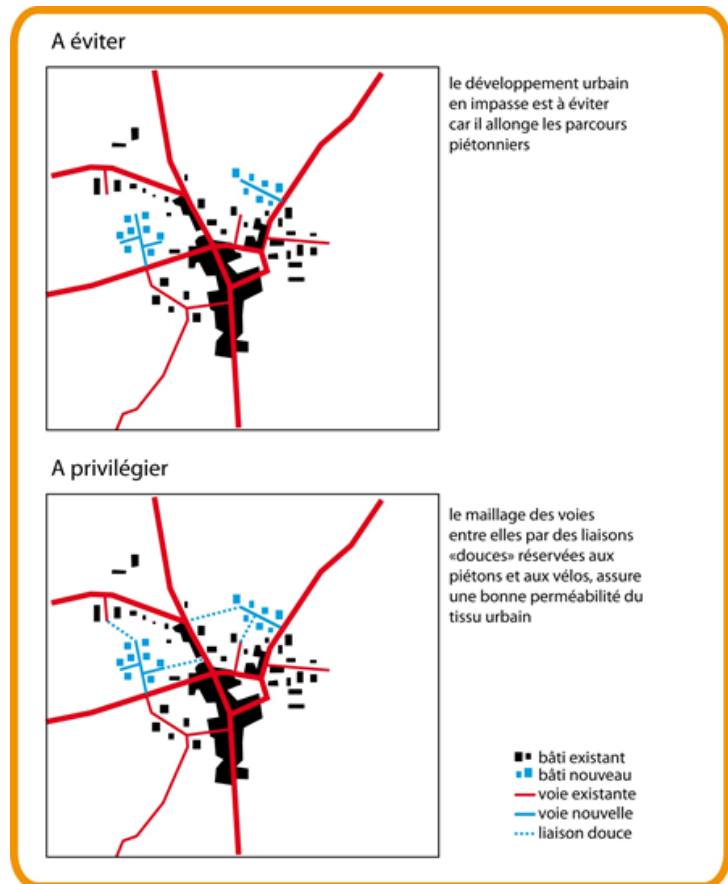 A éviter
le développement urbain
en impasse est à éviter
car il allonge les parcours
piétonniers
A privilégier
le maillage des voies
entre elles par des liaisons
«douces» réservées aux
piétons et aux vélos, assure
une bonne perméabilité du
tissu urbain
bâti existant
bâti nouveau
voie existante
voie nouvelle
liaison douce